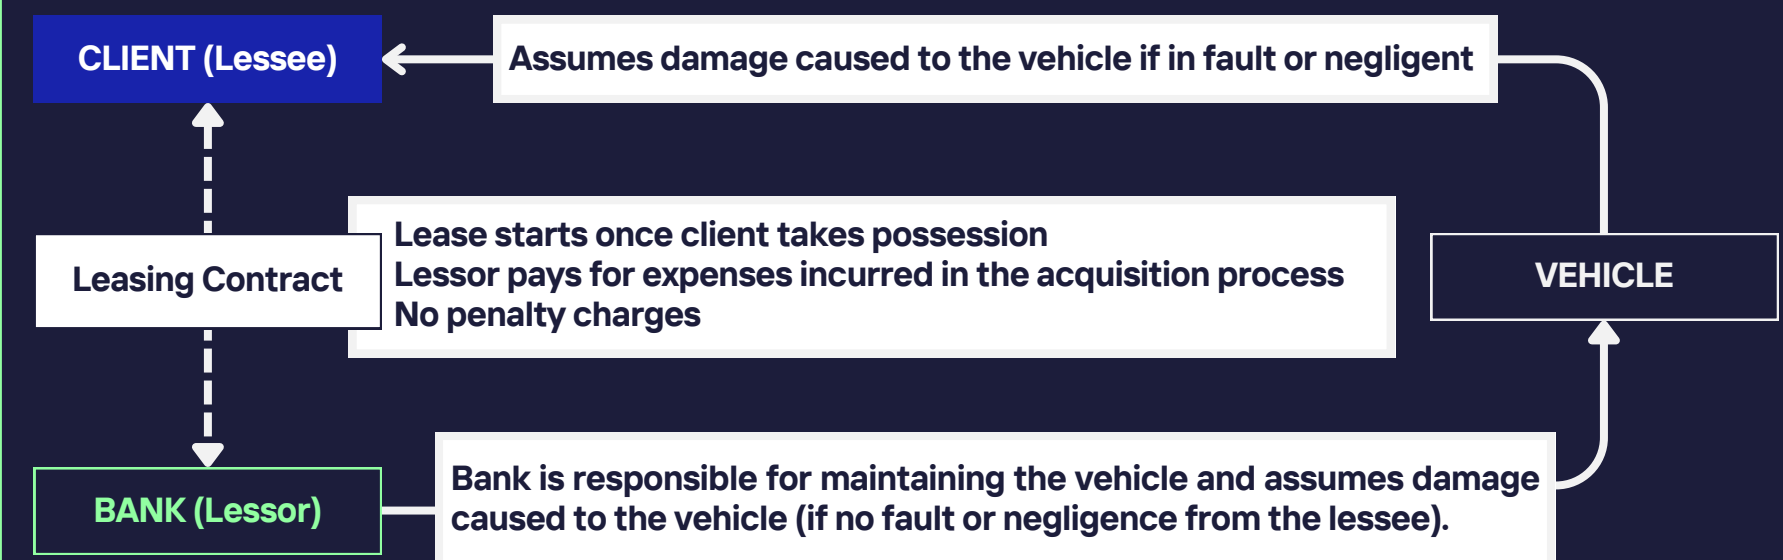 CLIENT (Lessee)
Assumes damage caused to the vehicle if in fault or negligent
Leasing Contract
Lease starts once client takes possession
Lessor pays for expenses incurred in the acquisition process
No penalty charges
VEHICLE
BANK (Lessor)
Bank is responsible for maintaining the vehicle and assumes damage
caused to the vehicle (if no fault or negligence from the lessee).